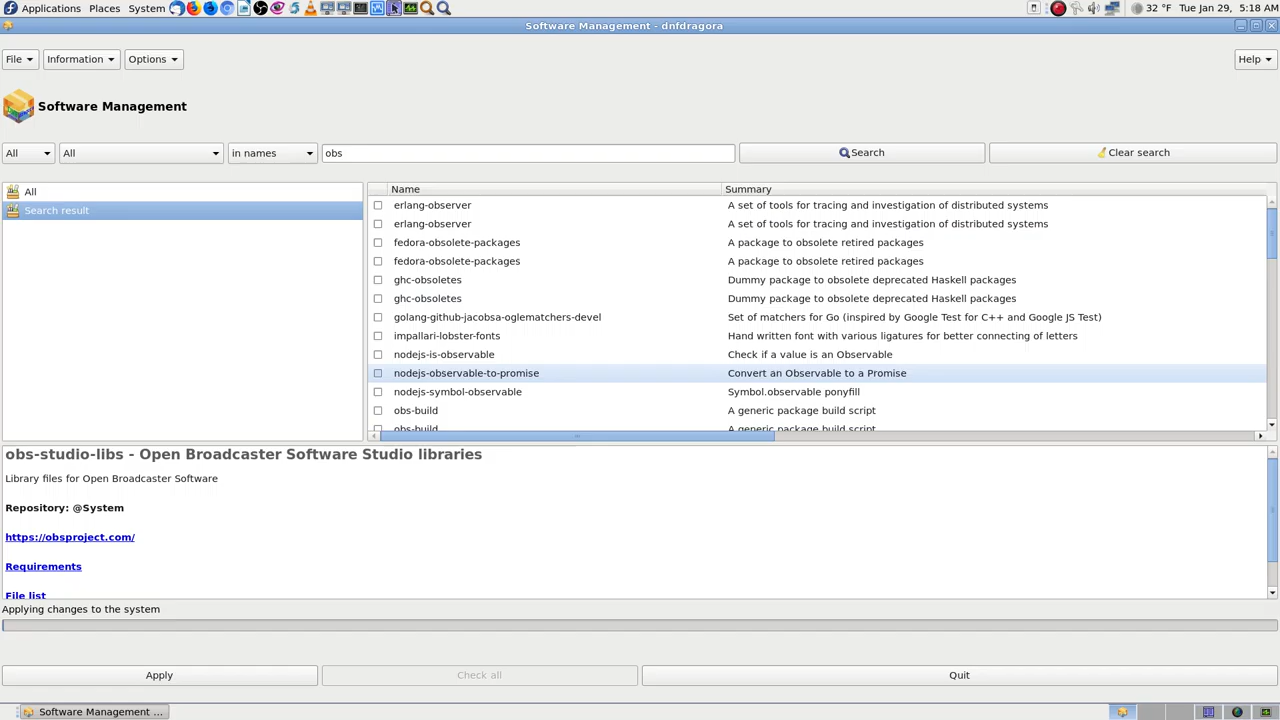 Applications Places System 32 °F Tue Jan 29, 5:18 AM
Software Management - dnfdragora
File Information Options Help
Software Management
All All in names obs Search Clear search
All
Search result
Name Summary
erlang-observer A set of tools for tracing and investigation of distributed systems
erlang-observer A set of tools for tracing and investigation of distributed systems
fedora-obsolete-packages A package to obsolete retired packages
fedora-obsolete-packages A package to obsolete retired packages
ghc-obsoletes Dummy package to obsolete deprecated Haskell packages
ghc-obsoletes Dummy package to obsolete deprecated Haskell packages
golang-github-jacobsa-oglematchers-devel Set of matchers for Go (inspired by Google Test for C++ and Google JS Test)
impallari-lobster-fonts Hand written font with various ligatures for better connecting of letters
nodejs-is-observable Check if a value is an Observable
nodejs-observable-to-promise Convert an Observable to a Promise
nodejs-symbol-observable Symbol.observable ponyfill
obs-build A generic package build script
obs-build A generic package build script
obs-studio-libs - Open Broadcaster Software Studio libraries
Library files for Open Broadcaster Software
Repository: @System
https://obsproject.com/
Requirements
File list
Applying changes to the system
Apply Check all Quit
Software Management ...